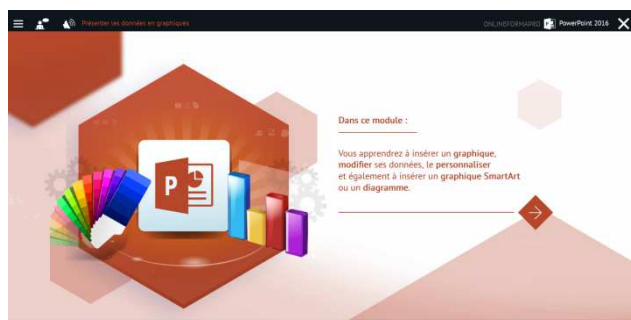 Présenter les données en graphiques
ONLINEFORMAPRO
PowerPoint 2016
Dans ce module :
Vous apprendrez à insérer un graphique,
modifier ses données, le personnaliser
et également à insérer un graphique SmartArt
ou un diagramme.
P